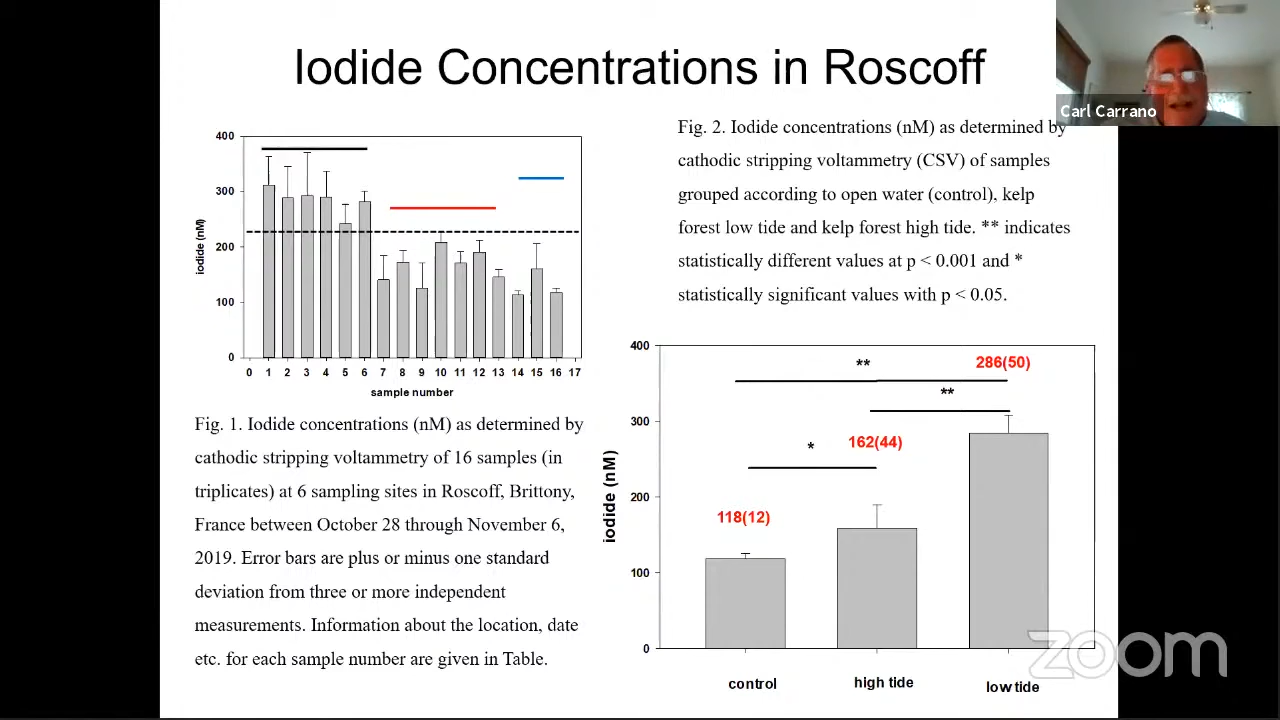 Iodide Concentrations in Roscoff
Carl Carrano
400
300
200
100
0
iodide (nM)
0 1 2 3 4 5 6 7 8 9 10 11 12 13 14 15 16 17
sample number
Fig. 1. Iodide concentrations (nM) as determined by
cathodic stripping voltammetry of 16 samples (in
triplicates) at 6 sampling sites in Roscoff, Brittony,
France between October 28 through November 6,
2019. Error bars are plus or minus one standard
deviation from three or more independent
measurements. Information about the location, date
etc. for each sample number are given in Table.
Fig. 2. Iodide concentrations (nM) as determined by
cathodic stripping voltammetry (CSV) of samples
grouped according to open water (control), kelp
forest low tide and kelp forest high tide. ** indicates
statistically different values at p < 0.001 and *
statistically significant values with p < 0.05.
400
300
200
100
0
iodide (nM)
286(50)
**
**
162(44)
*
118(12)
control high tide low tide
zoom